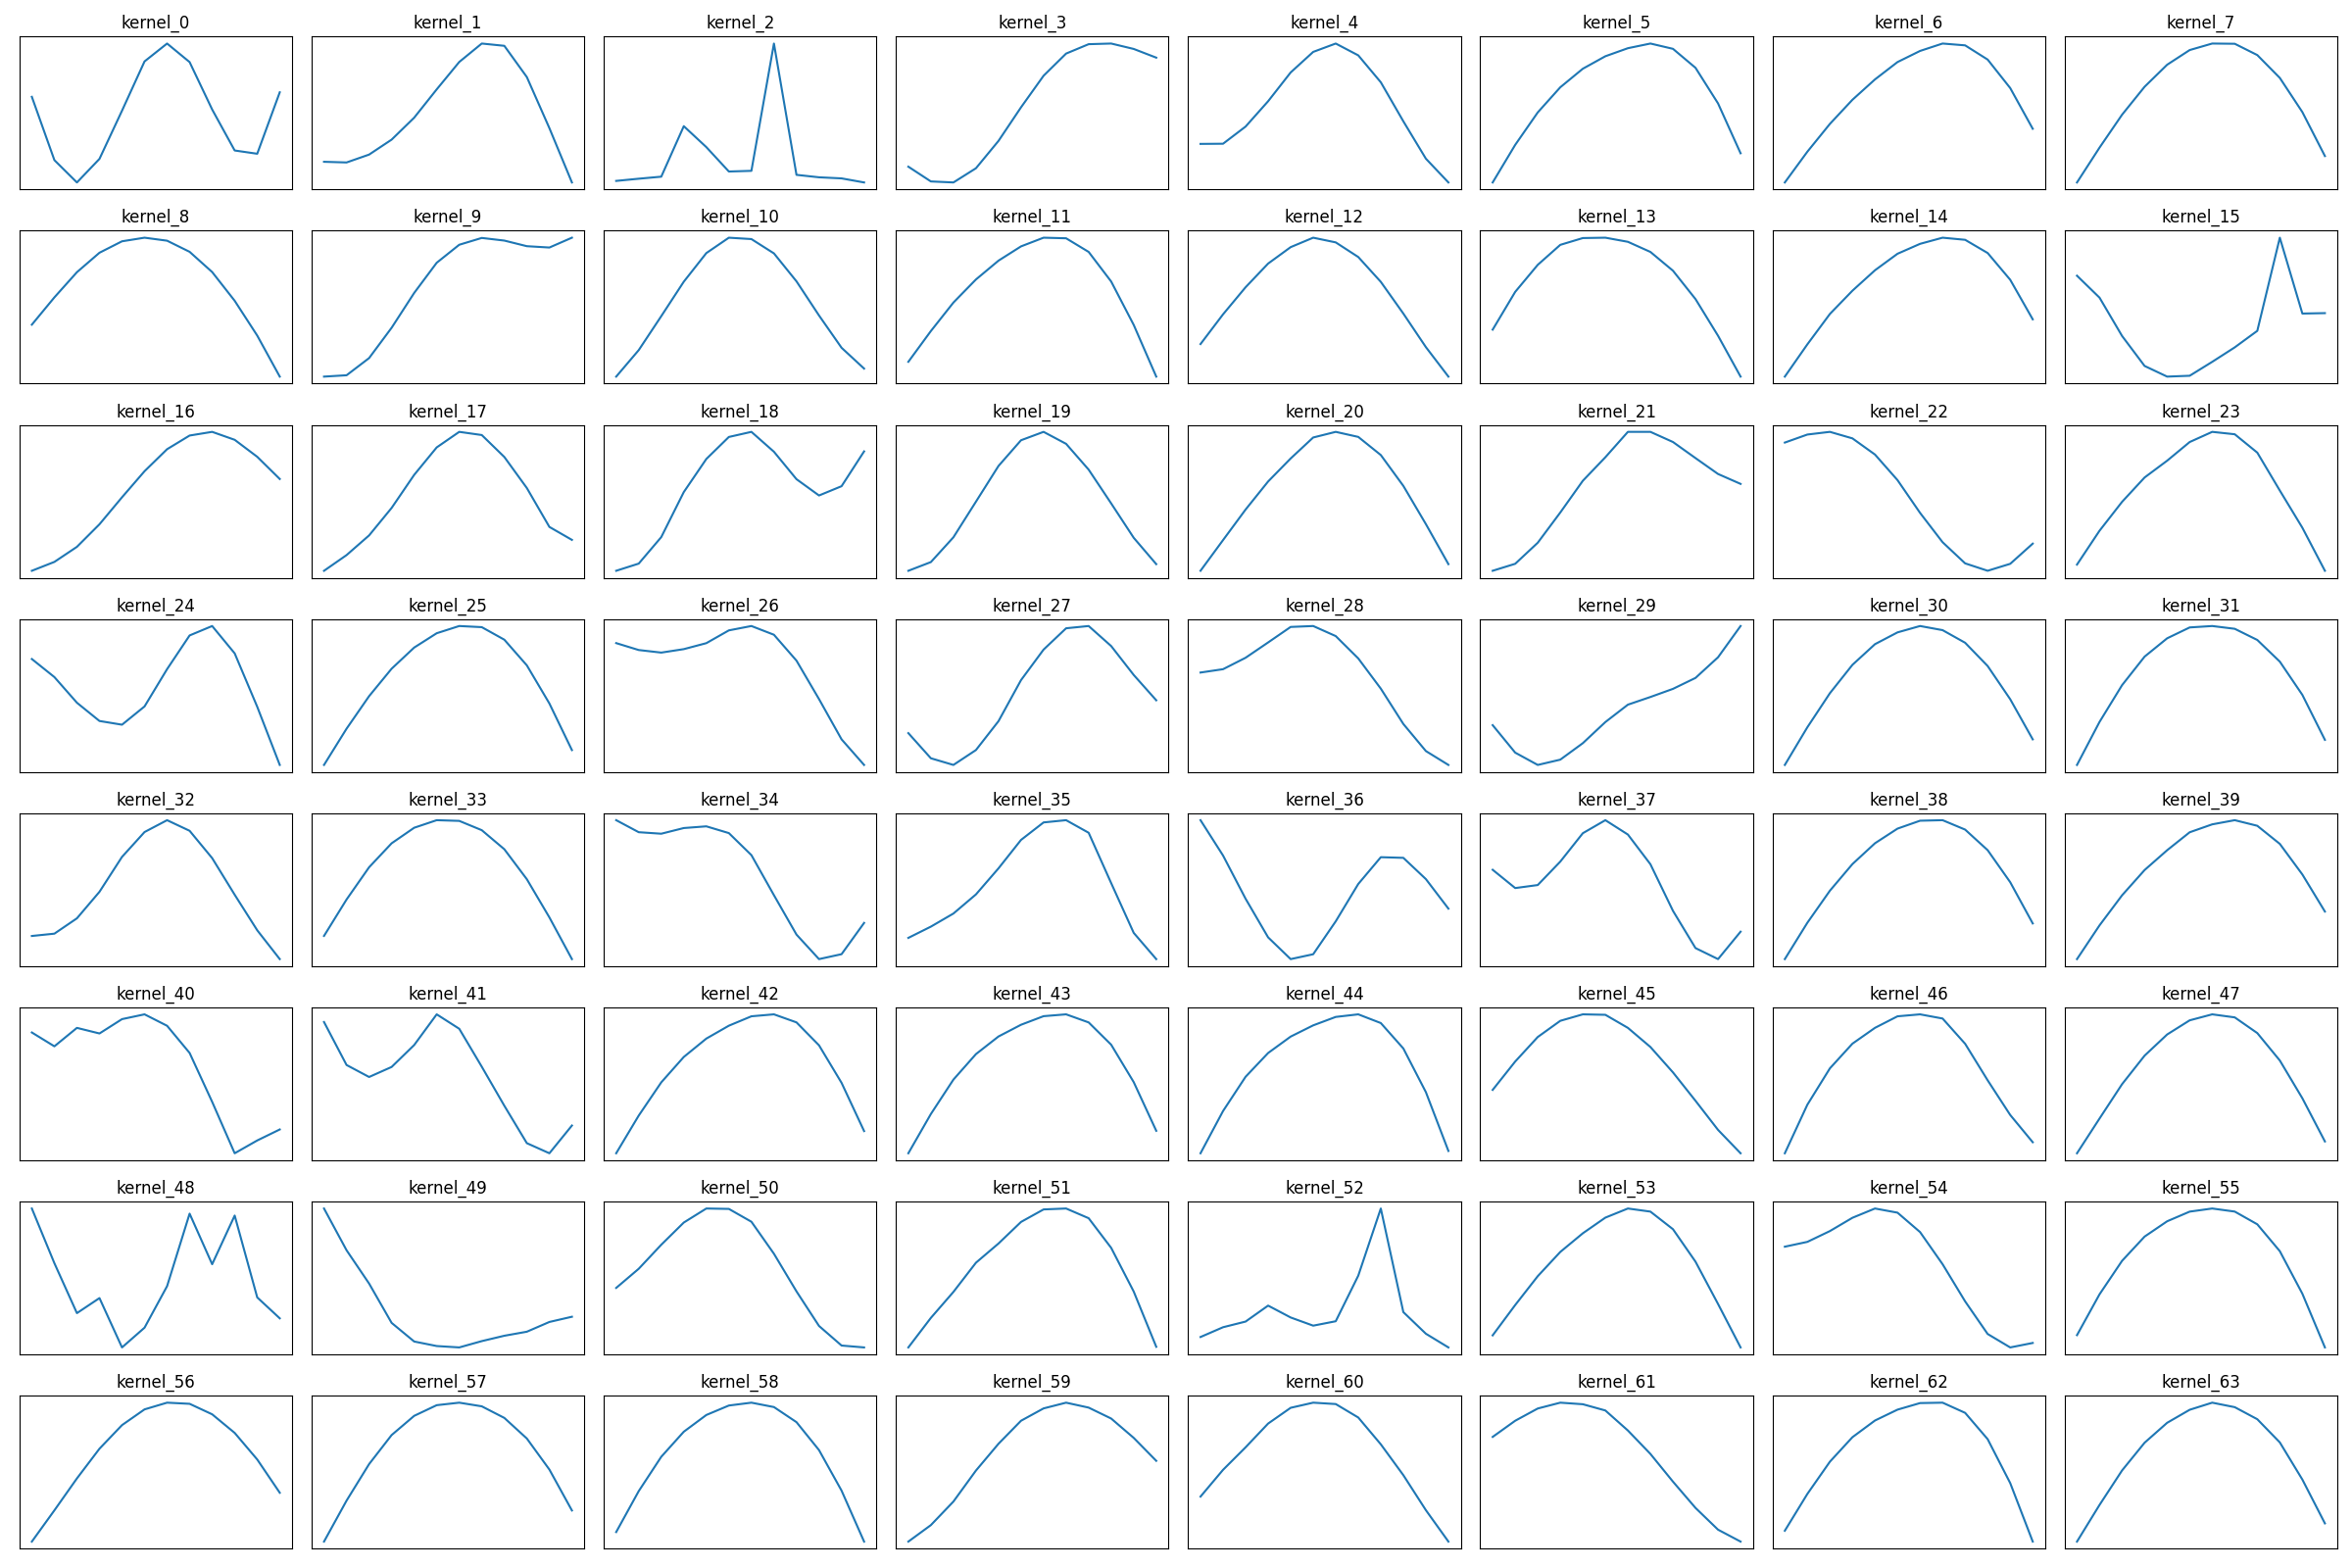 kernel_0 kernel_1 kernel_2 kernel_3 kernel_4 kernel_5 kernel_6 kernel_7
kernel_8 kernel_9 kernel_10 kernel_11 kernel_12 kernel_13 kernel_14 kernel_15
kernel_16 kernel_17 kernel_18 kernel_19 kernel_20 kernel_21 kernel_22 kernel_23
kernel_24 kernel_25 kernel_26 kernel_27 kernel_28 kernel_29 kernel_30 kernel_31
kernel_32 kernel_33 kernel_34 kernel_35 kernel_36 kernel_37 kernel_38 kernel_39
kernel_40 kernel_41 kernel_42 kernel_43 kernel_44 kernel_45 kernel_46 kernel_47
kernel_48 kernel_49 kernel_50 kernel_51 kernel_52 kernel_53 kernel_54 kernel_55
kernel_56 kernel_57 kernel_58 kernel_59 kernel_60 kernel_61 kernel_62 kernel_63